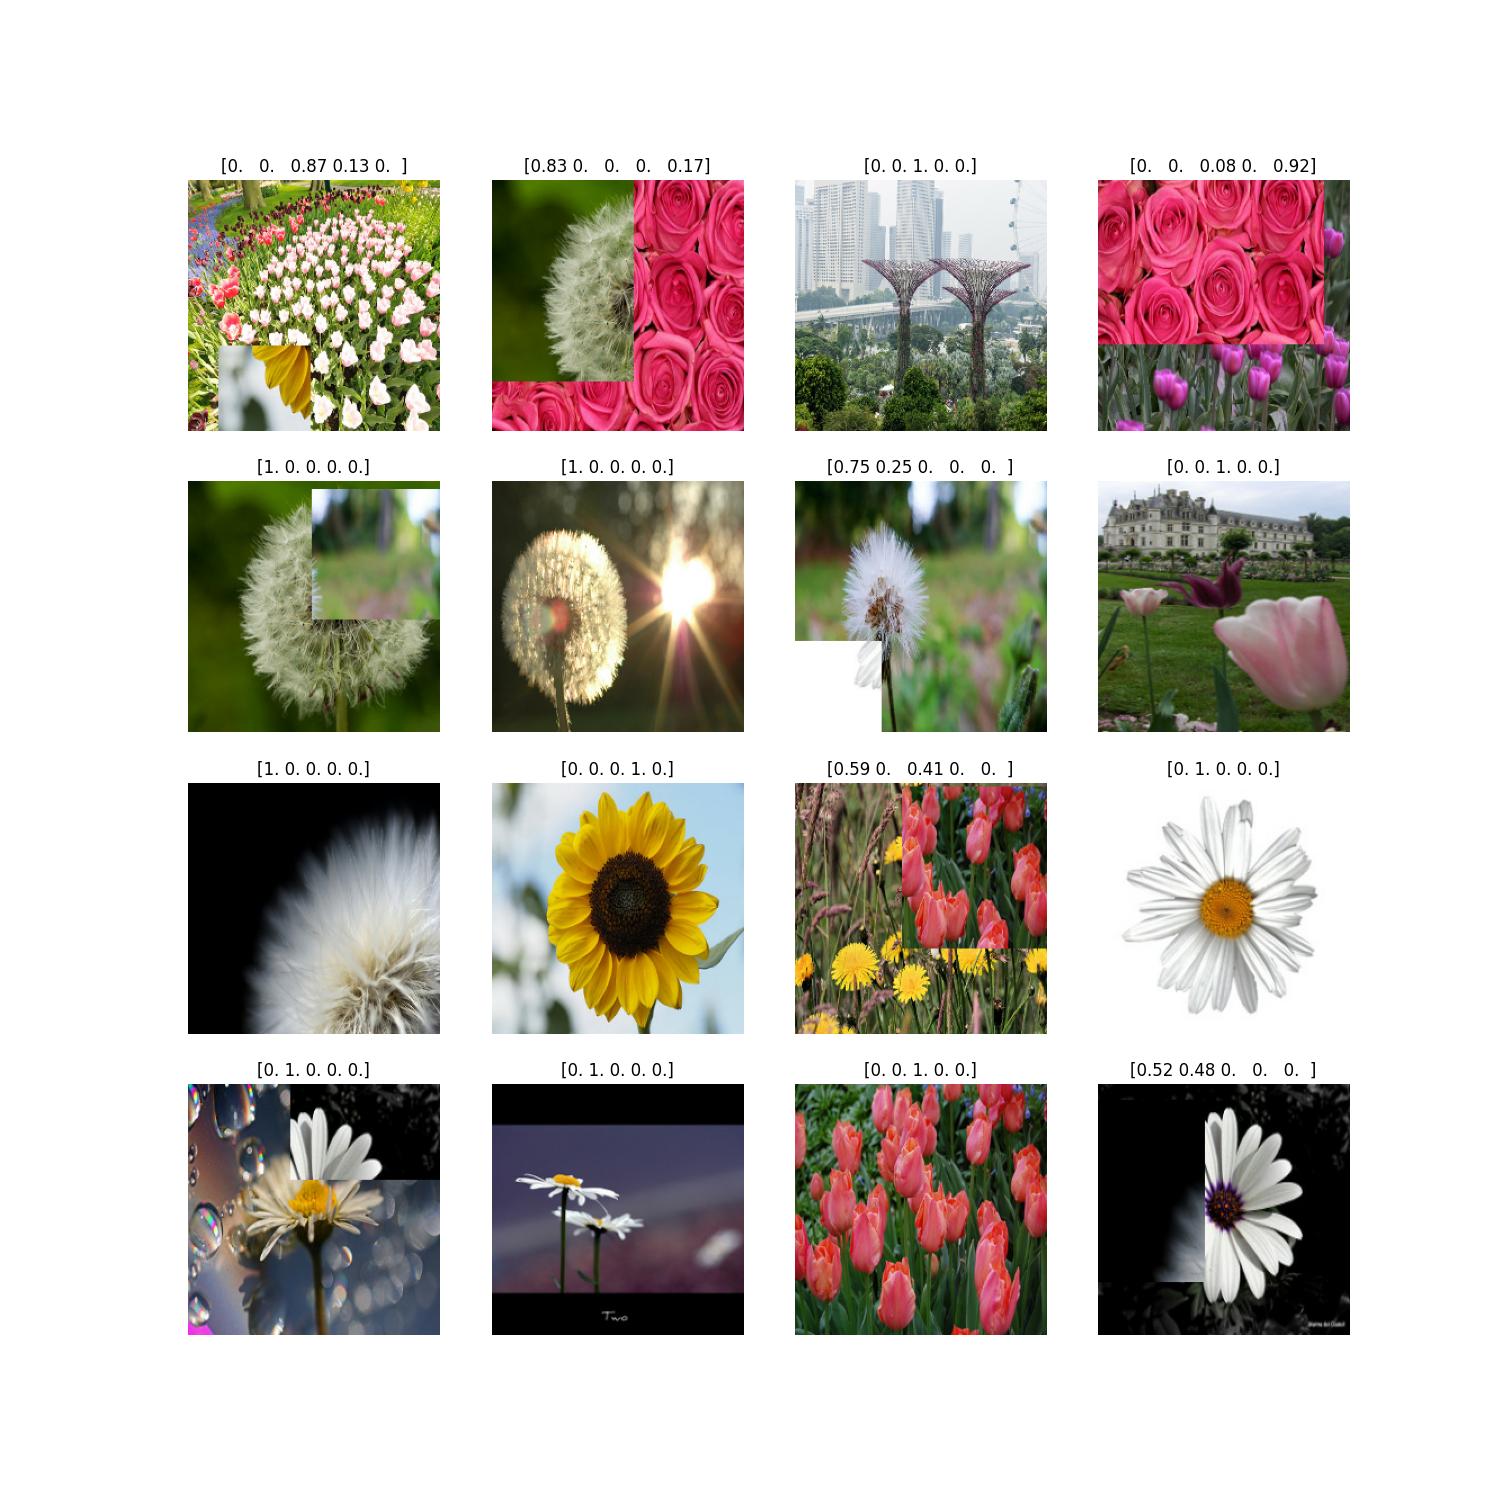 [0.   0.   0.87 0.13 0.  ]
[0.83 0.   0.   0.   0.17]
[0. 0. 1. 0. 0.]
[0.   0.   0.08 0.   0.92]
[1. 0. 0. 0. 0.]
[1. 0. 0. 0. 0.]
[0.75 0.25 0.   0.   0.  ]
[0. 0. 1. 0. 0.]
[1. 0. 0. 0. 0.]
[0. 0. 0. 1. 0.]
[0.59 0.   0.41 0.   0.  ]
[0. 1. 0. 0. 0.]
[0. 1. 0. 0. 0.]
[0. 1. 0. 0. 0.]
[0. 0. 1. 0. 0.]
[0.52 0.48 0.   0.   0.  ]
Two